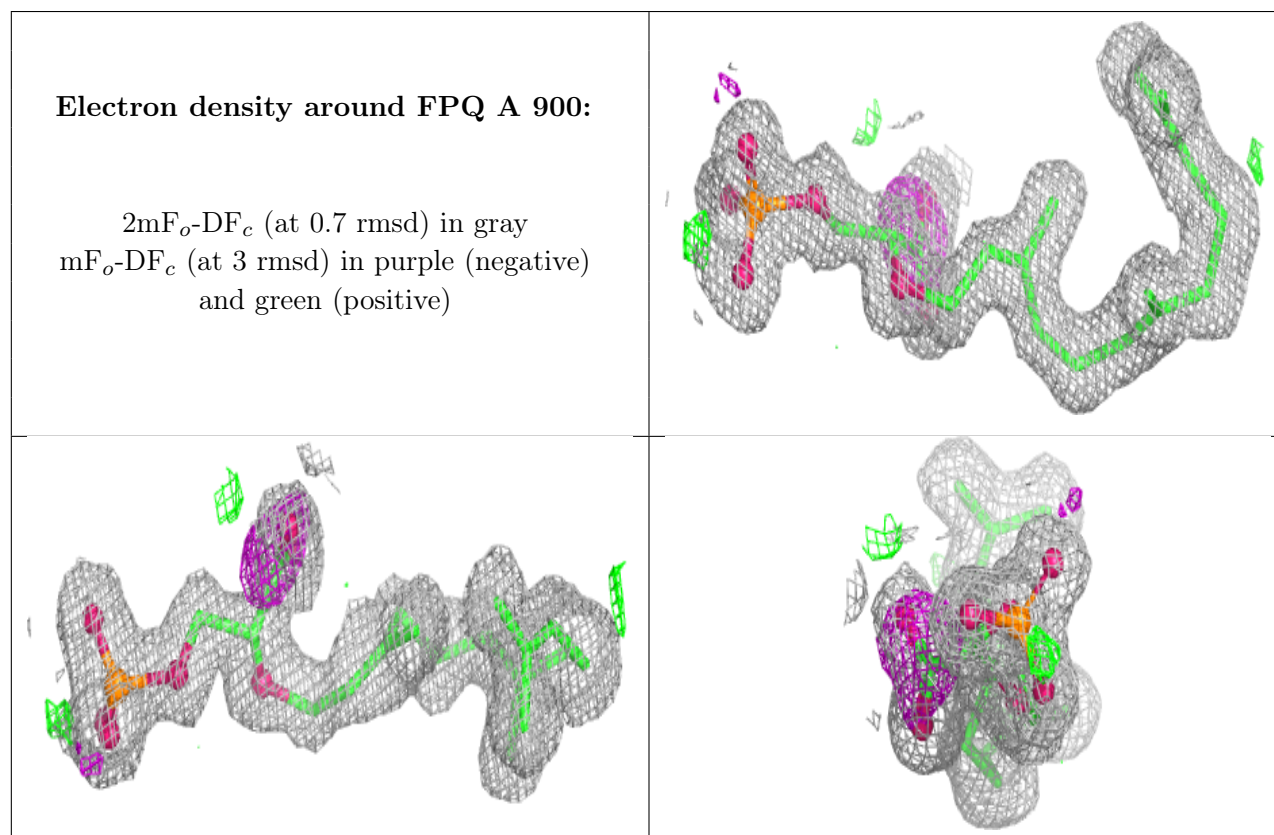 Electron density around FPQ A 900:
2mFₒ-DF𝒸 (at 0.7 rmsd) in gray
mFₒ-DF𝒸 (at 3 rmsd) in purple (negative)
and green (positive)